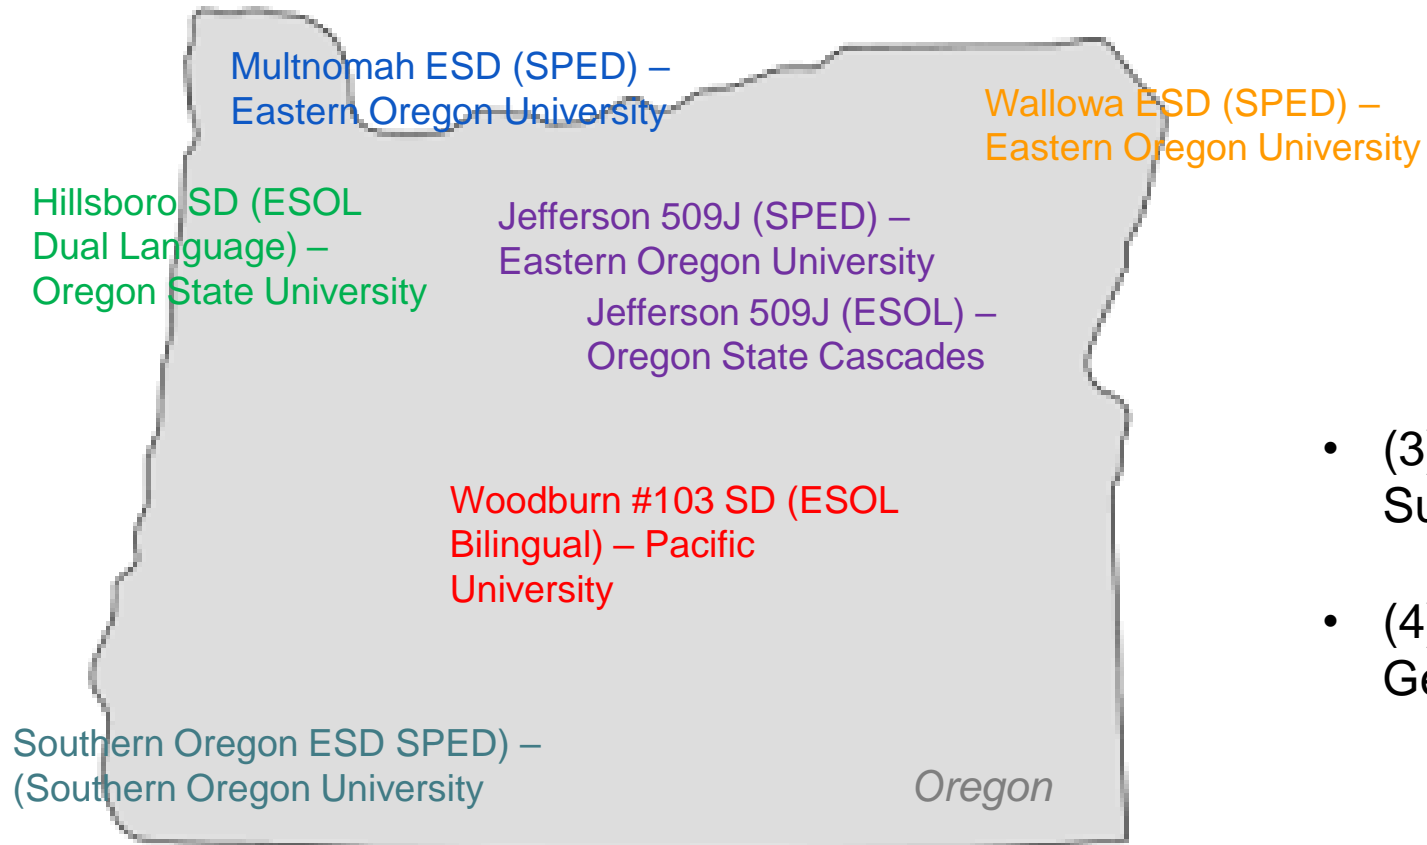 Multnomah ESD (SPED) –
Eastern Oregon University
Wallowa ESD (SPED) –
Eastern Oregon University
Hillsboro SD (ESOL
Dual Language) –
Oregon State University
Jefferson 509J (SPED) –
Eastern Oregon University
Jefferson 509J (ESOL) –
Oregon State Cascades
Woodburn #103 SD (ESOL
Bilingual) – Pacific
University
Southern Oregon ESD SPED) –
(Southern Oregon University
Oregon
• (3)
• (4)